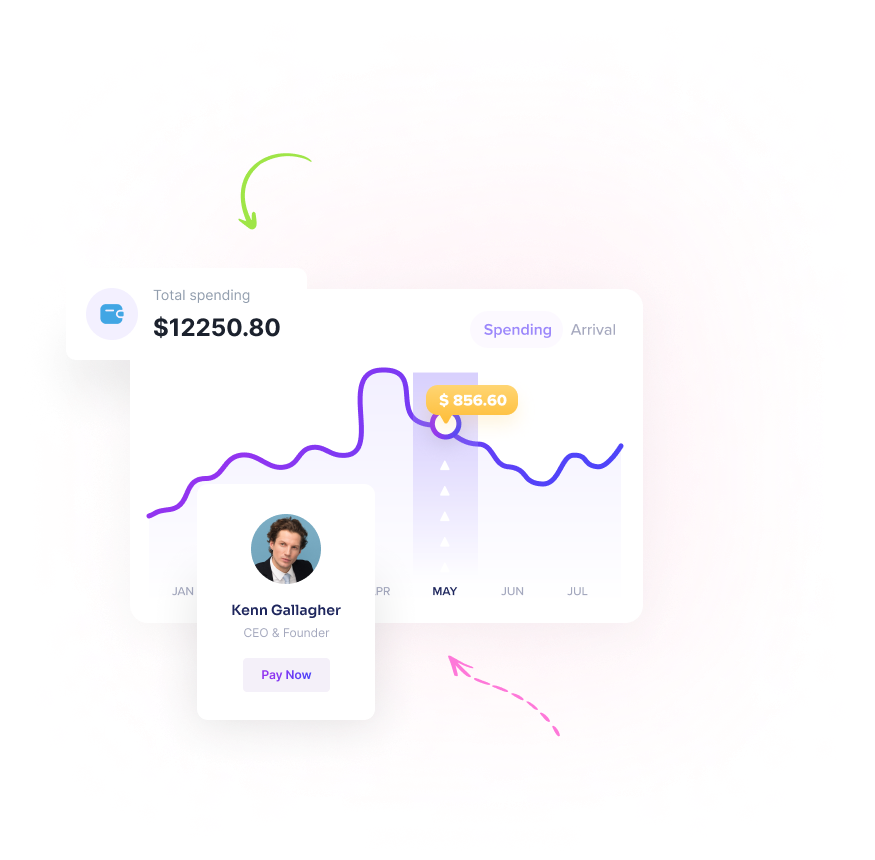 Total spending
$12250.80
Spending
Arrival
$ 856.60
JAN
PR
MAY
JUN
JUL
Kenn Gallagher
CEO & Founder
Pay Now